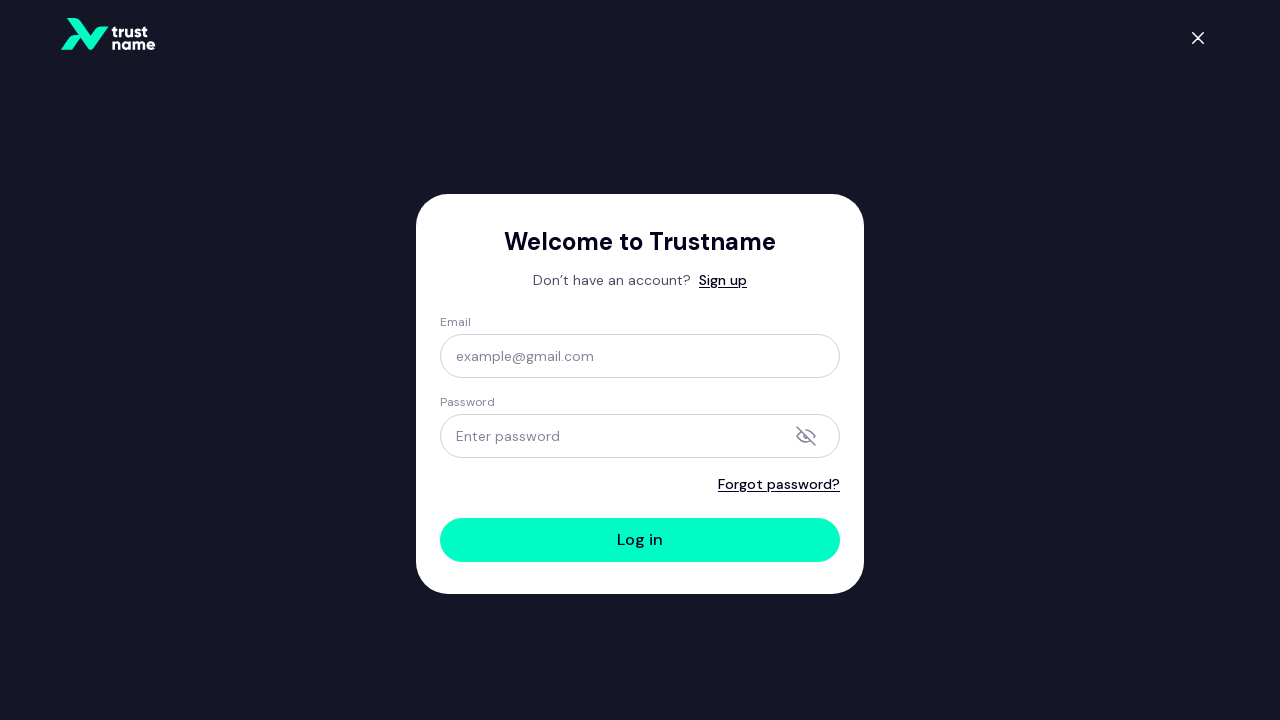 trust
name
Welcome to Trustname
Don’t have an account? Sign up
Email
example@gmail.com
Password
Enter password
Forgot password?
Log in